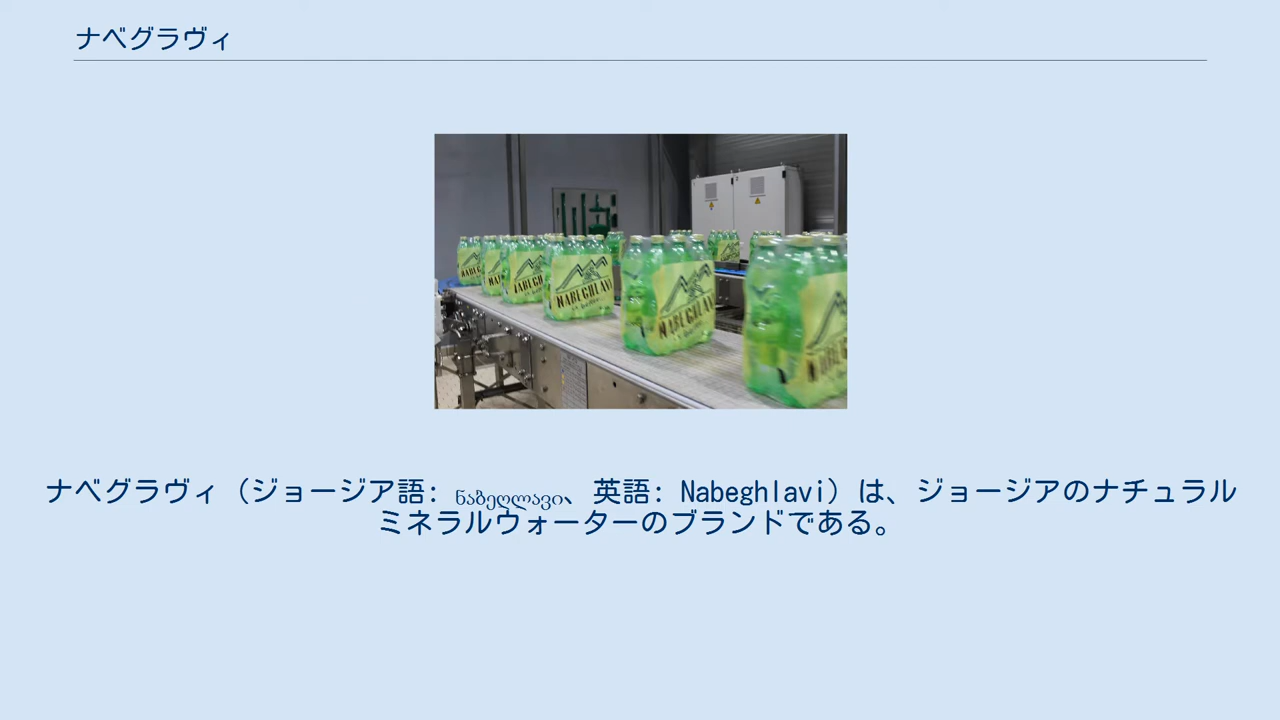 ナベグラヴィ
NABEGHLAVI
NABEGHLAVI
ナベグラヴィ（ジョージア語: ნაბეღლავი、英語: Nabeghlavi）は、ジョージアのナチュラル
ミネラルウォーターのブランドである。